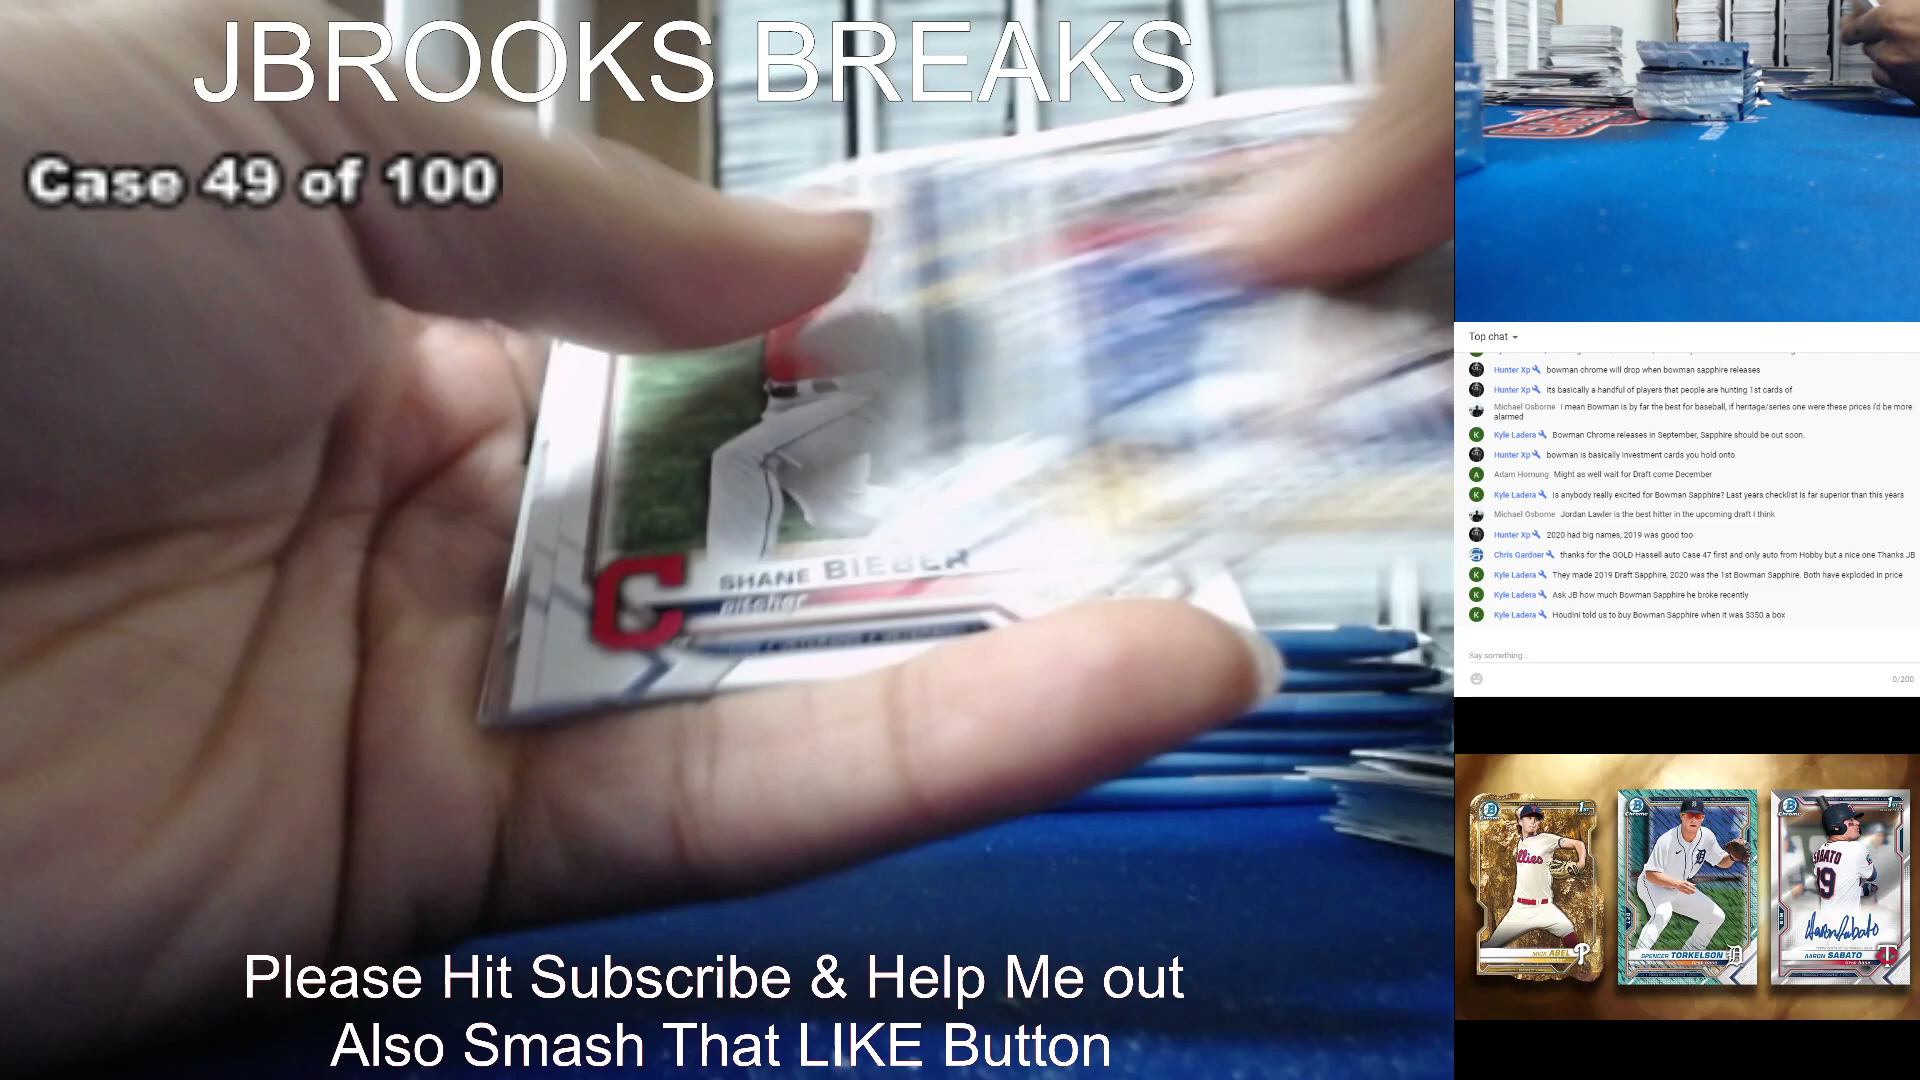 JBROOKS BREAKS
Case 49 of 100
SHANE BIEBER
pitcher
Please Hit Subscribe & Help Me out
Also Smash That LIKE Button
Top chat
Hunter Xp bowman chrome will drop when bowman sapphire releases
Hunter Xp its basically a handful of players that people are hunting 1st cards of
Michael Osborne I mean Bowman is by far the best for baseball, if heritage/series one were these prices i'd be more
alarmed
Kyle Ladera Bowman Chrome releases in September, Sapphire should be out soon.
Hunter Xp bowman is basically investment cards you hold onto
Adam Hornung Might as well wait for Draft come December
Kyle Ladera Is anybody really excited for Bowman Sapphire? Last years checklist is far superior than this years
Michael Osborne Jordan Lawler is the best hitter in the upcoming draft I think
Hunter Xp 2020 had big names, 2019 was good too
Chris Gardner thanks for the GOLD Hassell auto Case 47 first and only auto from Hobby but a nice one Thanks JB
Kyle Ladera They made 2019 Draft Sapphire, 2020 was the 1st Bowman Sapphire. Both have exploded in price
Kyle Ladera Ask JB how much Bowman Sapphire he broke recently
Kyle Ladera Houdini told us to buy Bowman Sapphire when it was $350 a box
Say something...
0/200
MICK ABEL
SPENCER TORKELSON
first base
AARON SABATO
first base
SABATO
19